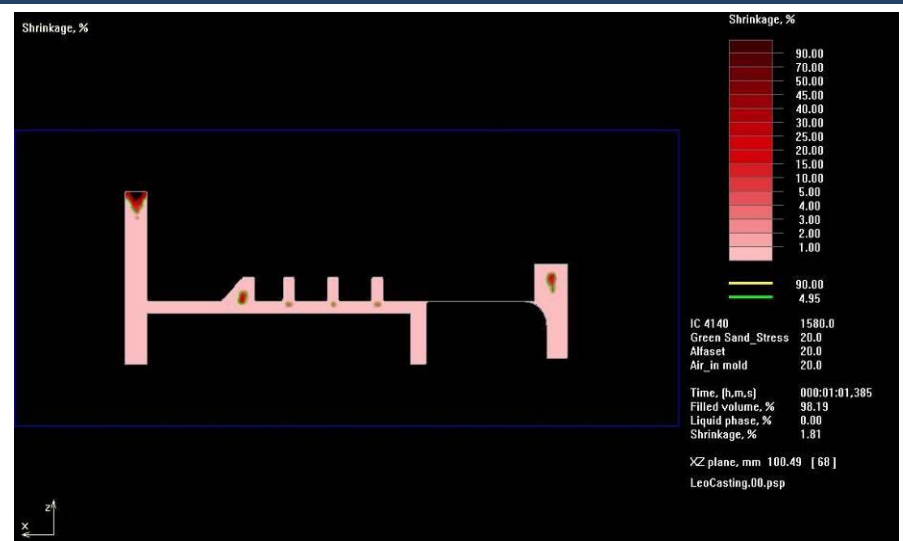 Shrinkage, %
Shrinkage, %
90.00
70.00
50.00
45.00
40.00
30.00
25.00
20.00
15.00
10.00
5.00
4.00
3.00
2.00
1.00
90.00
4.95
IC 4140 1580.0
Green Sand_Stress 20.0
Alfaset 20.0
Air_in mold 20.0
Time, (h,m,s) 000:01:01,385
Filled volume, % 98.19
Liquid phase, % 0.00
Shrinkage, % 1.81
XZ plane, mm 100.49 [ 68 ]
LeoCasting.00.psp
z
x